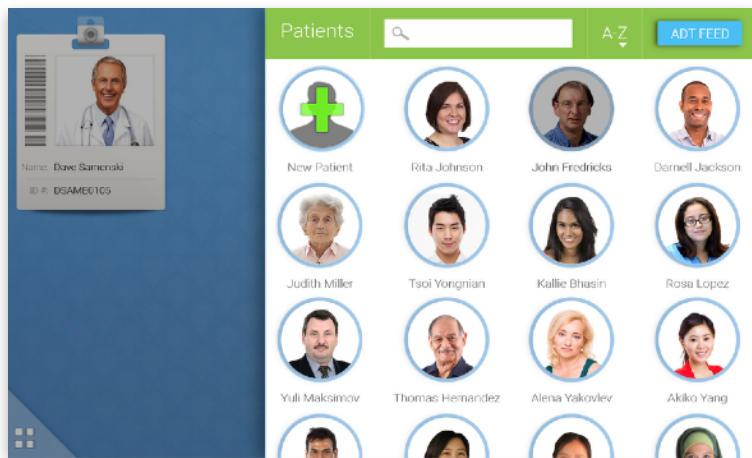 Patients
A-Z
ADT FEED
Name: Dave Samenski
ID #: DSAME0105
New Patient
Rita Johnson
John Fredricks
Darnell Jackson
Judith Miller
Tsoi Yongnian
Kallie Bhasin
Rosa Lopez
Yuli Maksimov
Thomas Hernandez
Alena Yakovlev
Akiko Yang